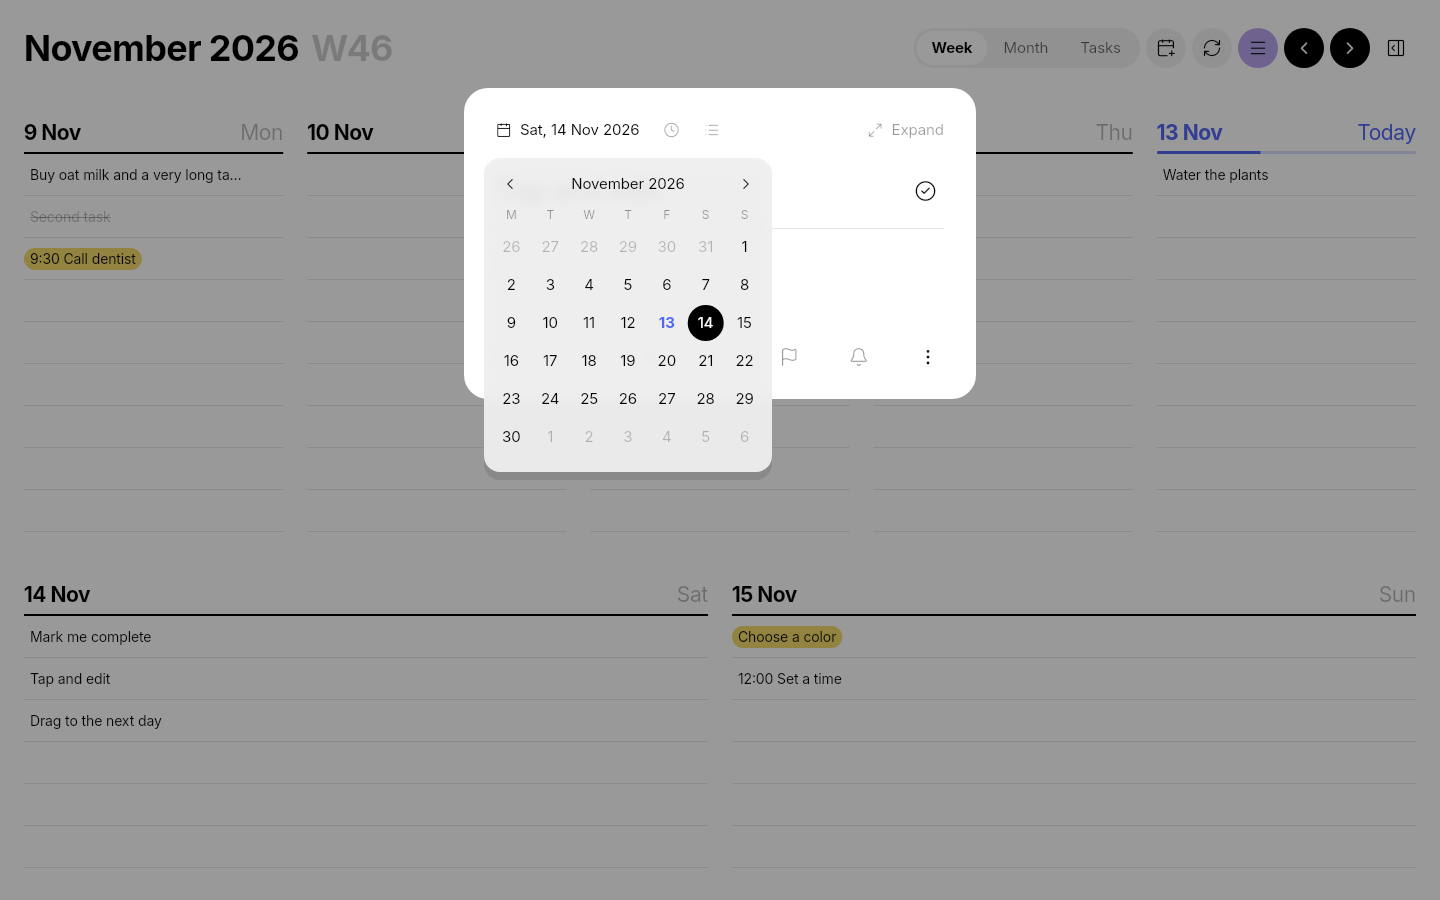 November 2026 W46
Week Month Tasks
9 Nov Mon
10 Nov
Thu
13 Nov Today
Buy oat milk and a very long ta...
Second task
9:30 Call dentist
Water the plants
Sat, 14 Nov 2026
Expand
November 2026
M T W T F S S
26 27 28 29 30 31 1
2 3 4 5 6 7 8
9 10 11 12 13 14 15
16 17 18 19 20 21 22
23 24 25 26 27 28 29
30 1 2 3 4 5 6
14 Nov Sat
Mark me complete
Tap and edit
Drag to the next day
15 Nov Sun
Choose a color
12:00 Set a time